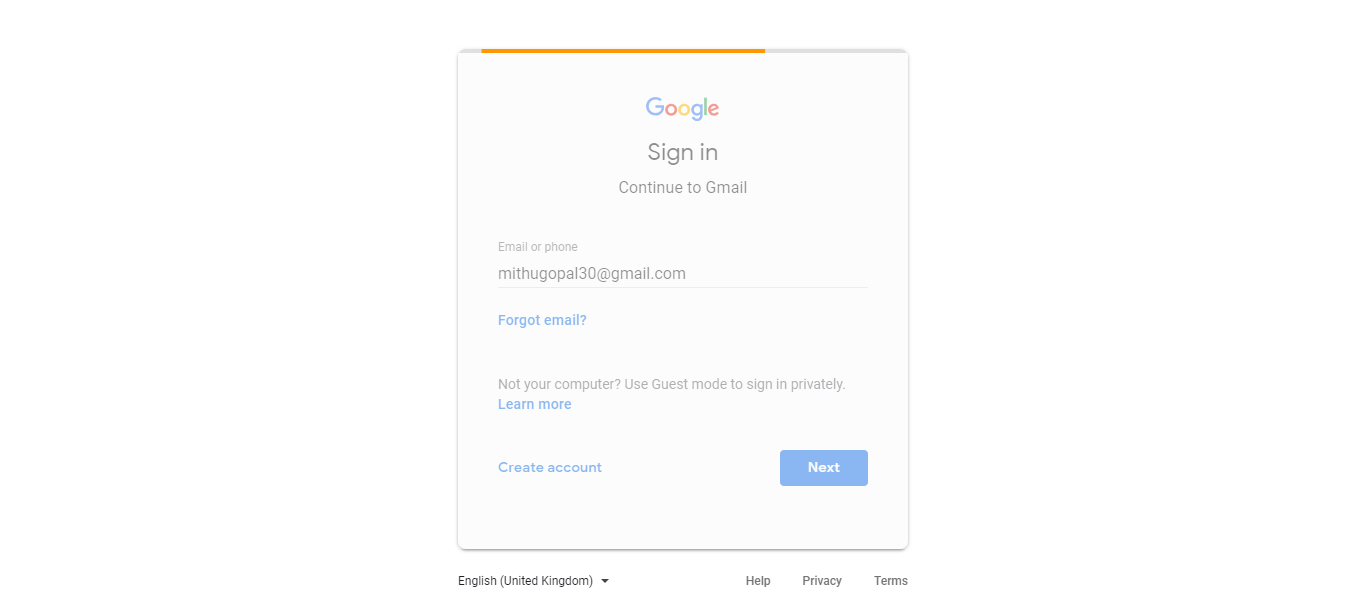 Google
Sign in
Continue to Gmail
Email or phone
mithugopal30@gmail.com
Forgot email?
Not your computer? Use Guest mode to sign in privately.
Learn more
Create account
Next
English (United Kingdom)
Help
Privacy
Terms